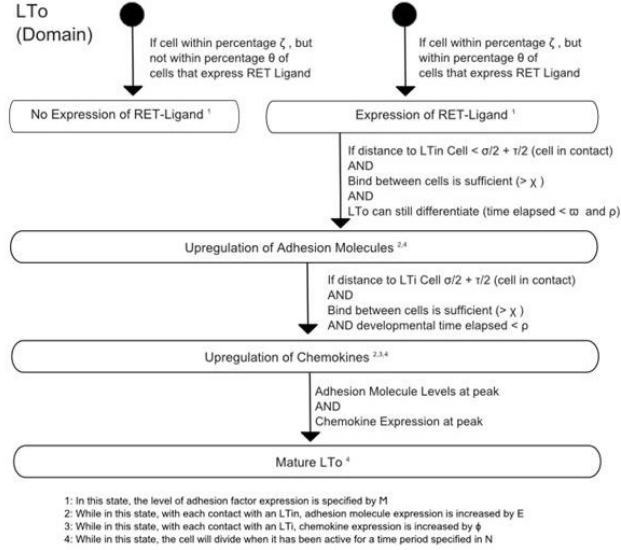 LTo
(Domain)
If cell within percentage ζ , but
not within percentage θ of
cells that express RET Ligand
If cell within percentage ζ , but
within percentage θ of
cells that express RET Ligand
No Expression of RET-Ligand ¹
Expression of RET-Ligand ¹
If distance to LTin Cell < σ/2 + τ/2 (cell in contact)
AND
Bind between cells is sufficient (> χ )
AND
LTo can still differentiate (time elapsed < ϖ and ρ)
Upregulation of Adhesion Molecules ²,⁴
If distance to LTi Cell σ/2 + τ/2 (cell in contact)
AND
Bind between cells is sufficient (> χ )
AND developmental time elapsed < ρ
Upregulation of Chemokines ²,³,⁴
Adhesion Molecule Levels at peak
AND
Chemokine Expression at peak
Mature LTo ⁴
1: In this state, the level of adhesion factor expression is specified by M
2: While in this state, with each contact with an LTin, adhesion molecule expression is increased by E
3: While in this state, with each contact with an LTi, chemokine expression is increased by ϕ
4: While in this state, the cell will divide when it has been active for a time period specified in N